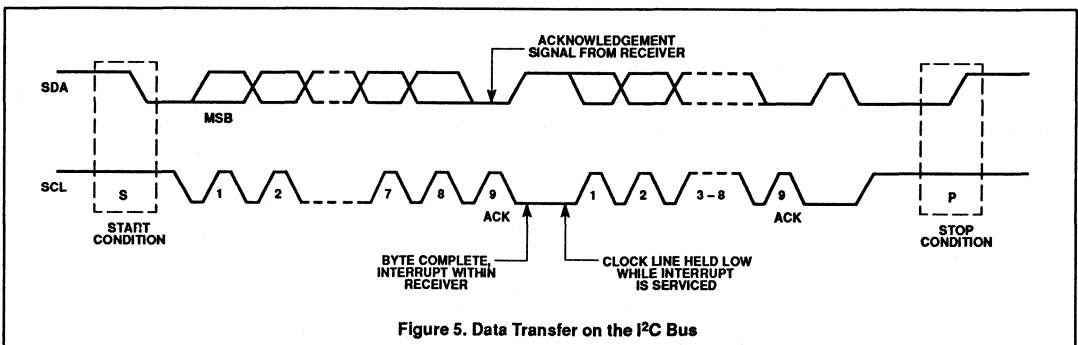 ACKNOWLEDGEMENT
SIGNAL FROM RECEIVER
SDA
MSB
SCL
S
1
2
7
8
9
1
2
3 – 8
9
P
ACK
ACK
START
CONDITION
STOP
CONDITION
BYTE COMPLETE,
INTERRUPT WITHIN
RECEIVER
CLOCK LINE HELD LOW
WHILE INTERRUPT
IS SERVICED
Figure 5. Data Transfer on the I²C Bus